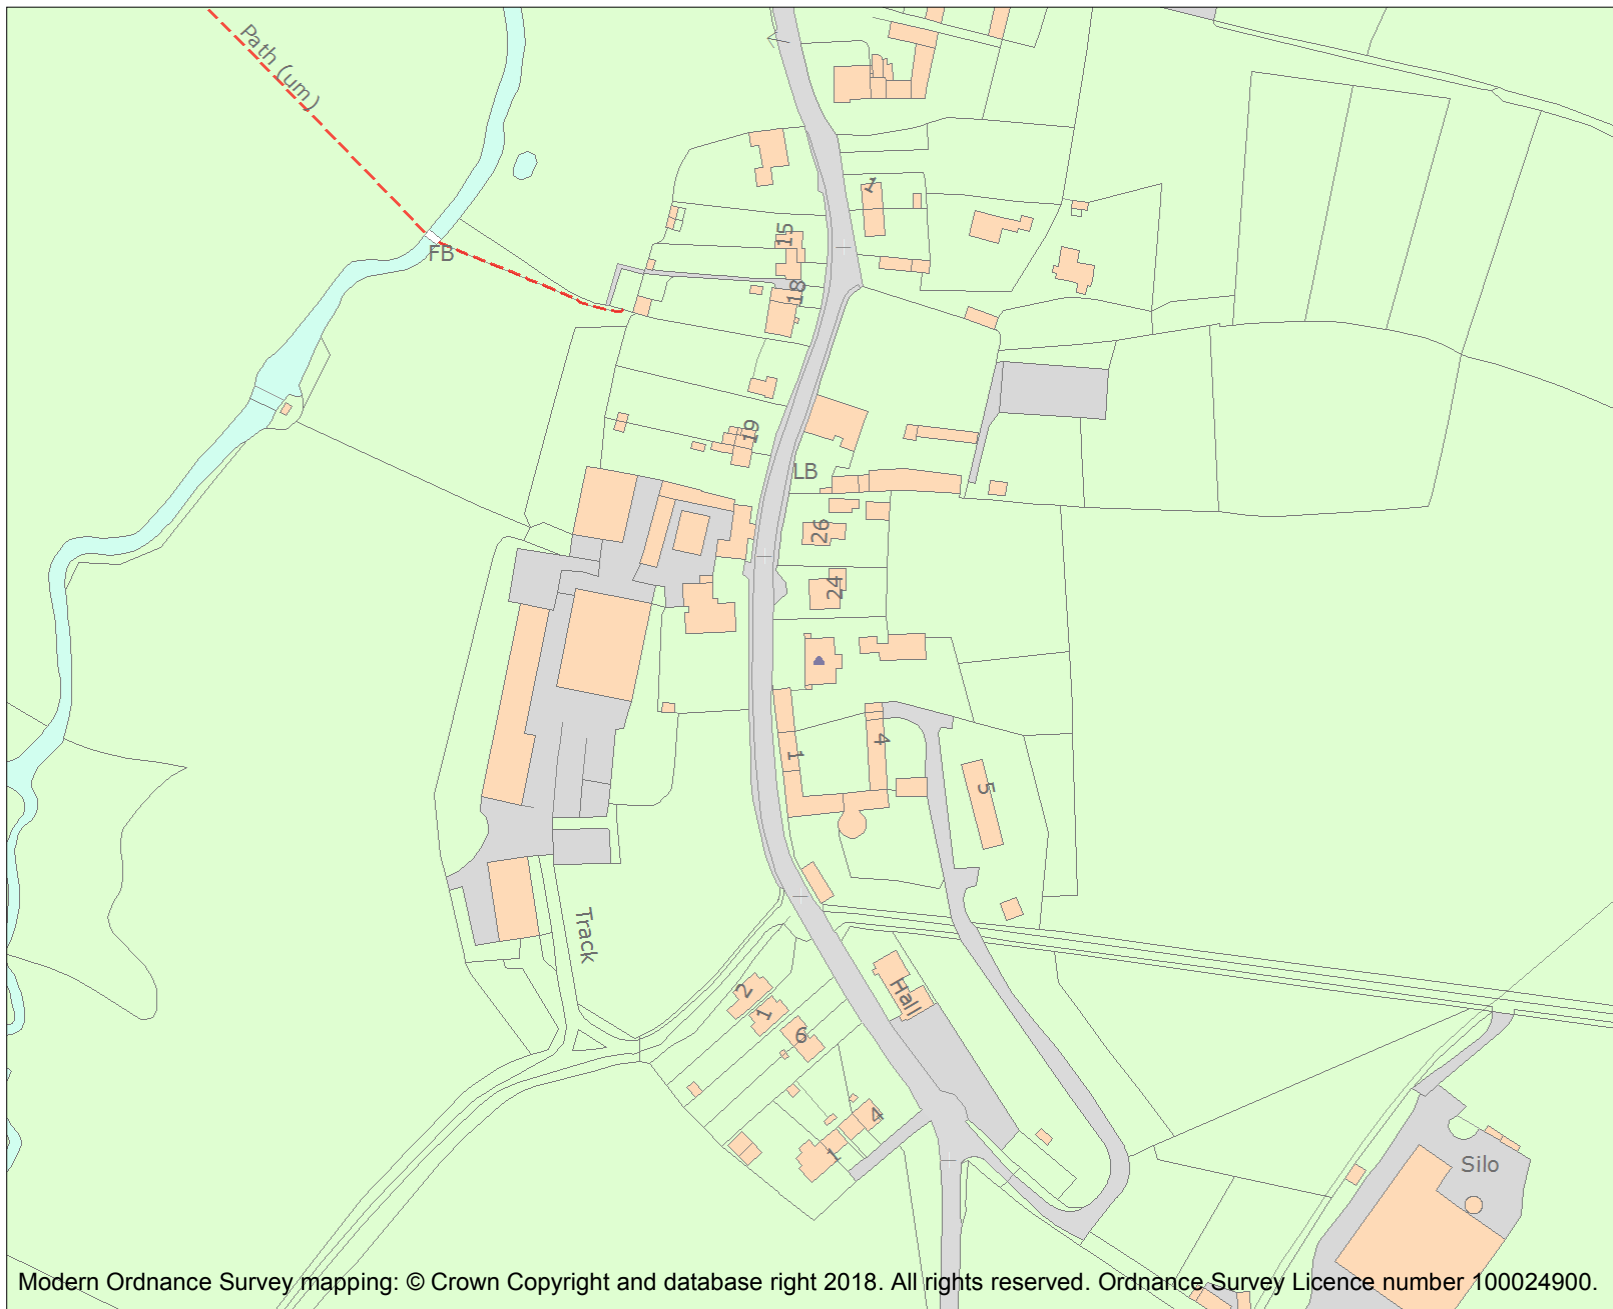 Path (um)
1
15
FB
18
19
LB
26
24
4
1
5
Track
2
1
Hall
6
4
1
Silo
Modern Ordnance Survey mapping: © Crown Copyright and database right 2018. All rights reserved. Ordnance Survey Licence number 100024900.